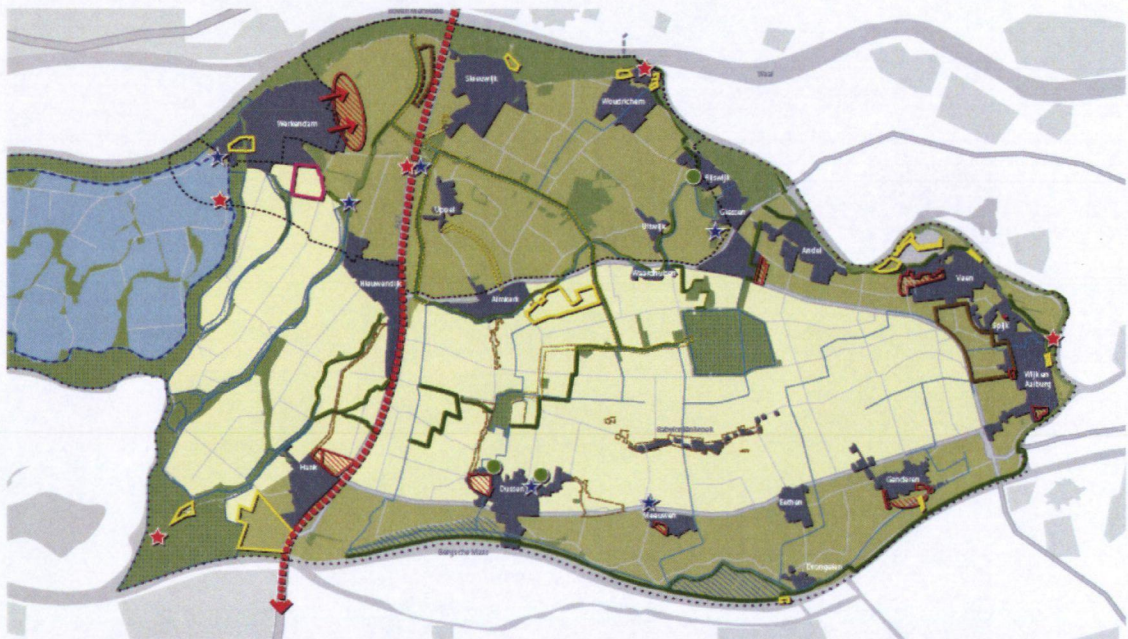 Sleeuwijk
Waal
Woudrichem
Werkendam
Rijswijk
Uppel
Giessen
Uitwijk
Andel
Waardhuizen
Veen
Nieuwendijk
Almkerk
Spijk
Wijk en
Aalburg
Babyloniënbroek
Hank
Genderen
Dussen
Eethen
Meeuwen
Bergsche Maas
Drongelen